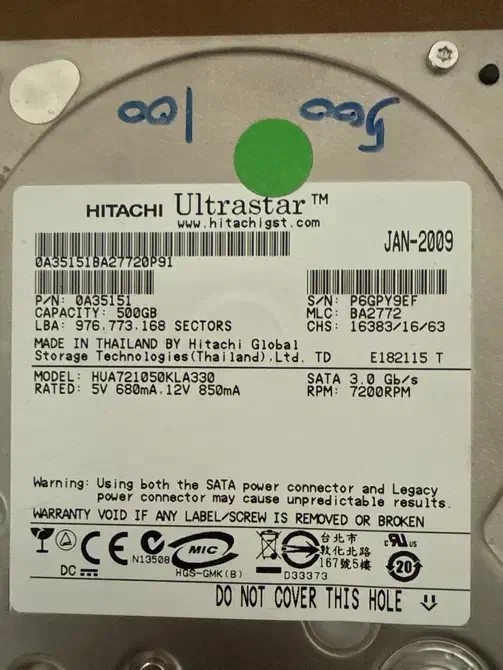 100 500
HITACHI Ultrastar™
www.hitachigst.com
JAN-2009
0A35151BA27720P91
P/N: 0A35151 S/N: P6GPY9EF
CAPACITY: 500GB MLC: BA2772
LBA: 976,773,168 SECTORS CHS: 16383/16/63
MADE IN THAILAND BY Hitachi Global
Storage Technologies(Thailand),Ltd. TD E182115 T
MODEL: HUA721050KLA330 SATA 3.0 Gb/s
RATED: 5V 680mA,12V 850mA RPM: 7200RPM
Warning: Using both the SATA power connector and Legacy
power connector may cause unpredictable results.
WARRANTY VOID IF ANY LABEL/SCREW IS REMOVED OR BROKEN
CE N13508 MIC 台北市
敦化北路
167號5樓
c RU US
20
DC HGS-GMK(B) D33373
DO NOT COVER THIS HOLE